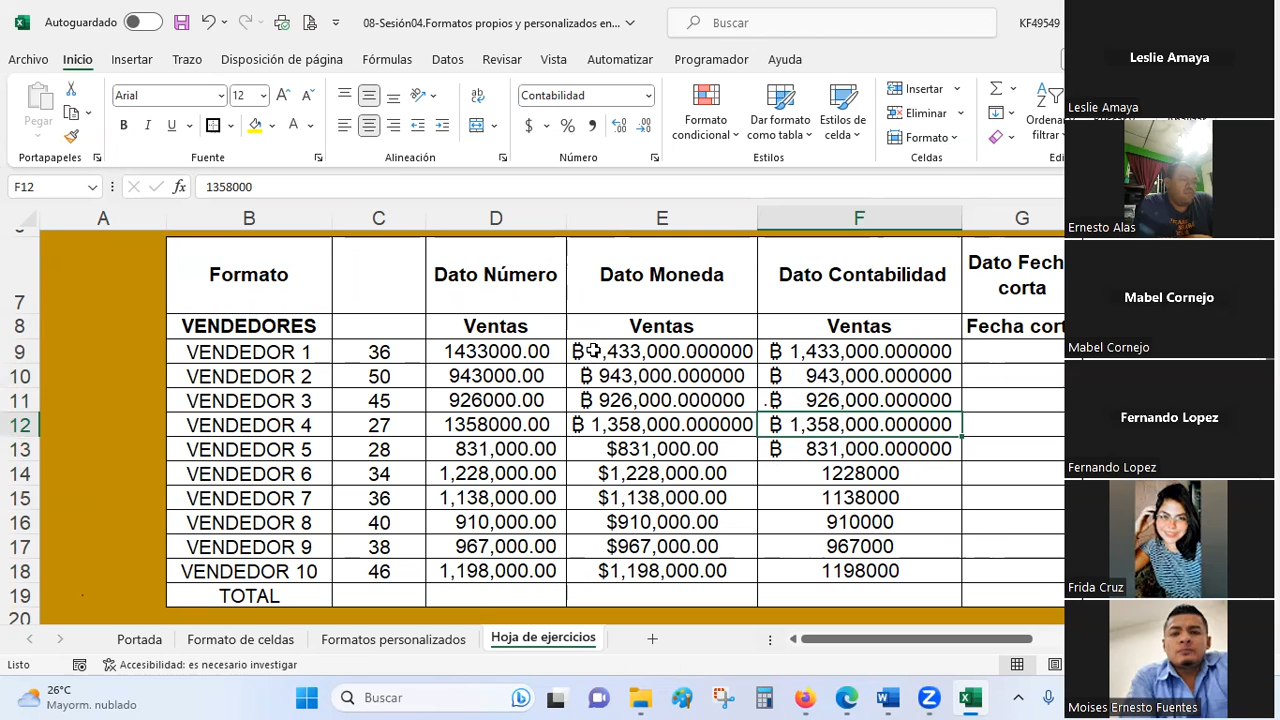 Autoguardado
08-Sesión04.Formatos propios y personalizados en...
Buscar
KF49549
Archivo Inicio Insertar Trazo Disposición de página Fórmulas Datos Revisar Vista Automatizar Programador Ayuda
Pegar
Portapapeles
Arial 12
N K S
Fuente
Alineación
Contabilidad
$ % 000
Número
Formato condicional
Dar formato como tabla
Estilos de celda
Estilos
Insertar
Eliminar
Formato
Celdas
Ordenar
filtrar
F12
1358000
A B C D E F G
7 Formato Dato Número Dato Moneda Dato Contabilidad Dato Fech corta
8 VENDEDORES Ventas Ventas Ventas Fecha cort
9 VENDEDOR 1 36 1433000.00 ₿ 1,433,000.000000 ₿ 1,433,000.000000
10 VENDEDOR 2 50 943000.00 ₿ 943,000.000000 ₿ 943,000.000000
11 VENDEDOR 3 45 926000.00 ₿ 926,000.000000 ₿ 926,000.000000
12 VENDEDOR 4 27 1358000.00 ₿ 1,358,000.000000 ₿ 1,358,000.000000
13 VENDEDOR 5 28 831,000.00 $831,000.00 ₿ 831,000.000000
14 VENDEDOR 6 34 1,228,000.00 $1,228,000.00 1228000
15 VENDEDOR 7 36 1,138,000.00 $1,138,000.00 1138000
16 VENDEDOR 8 40 910,000.00 $910,000.00 910000
17 VENDEDOR 9 38 967,000.00 $967,000.00 967000
18 VENDEDOR 10 46 1,198,000.00 $1,198,000.00 1198000
19 TOTAL
20
Portada Formato de celdas Formatos personalizados Hoja de ejercicios
Listo Accesibilidad: es necesario investigar
26°C
Mayorm. nublado
Buscar
Leslie Amaya
Leslie Amaya
Ernesto Alas
Mabel Cornejo
Mabel Cornejo
Fernando Lopez
Fernando Lopez
Frida Cruz
Moises Ernesto Fuentes